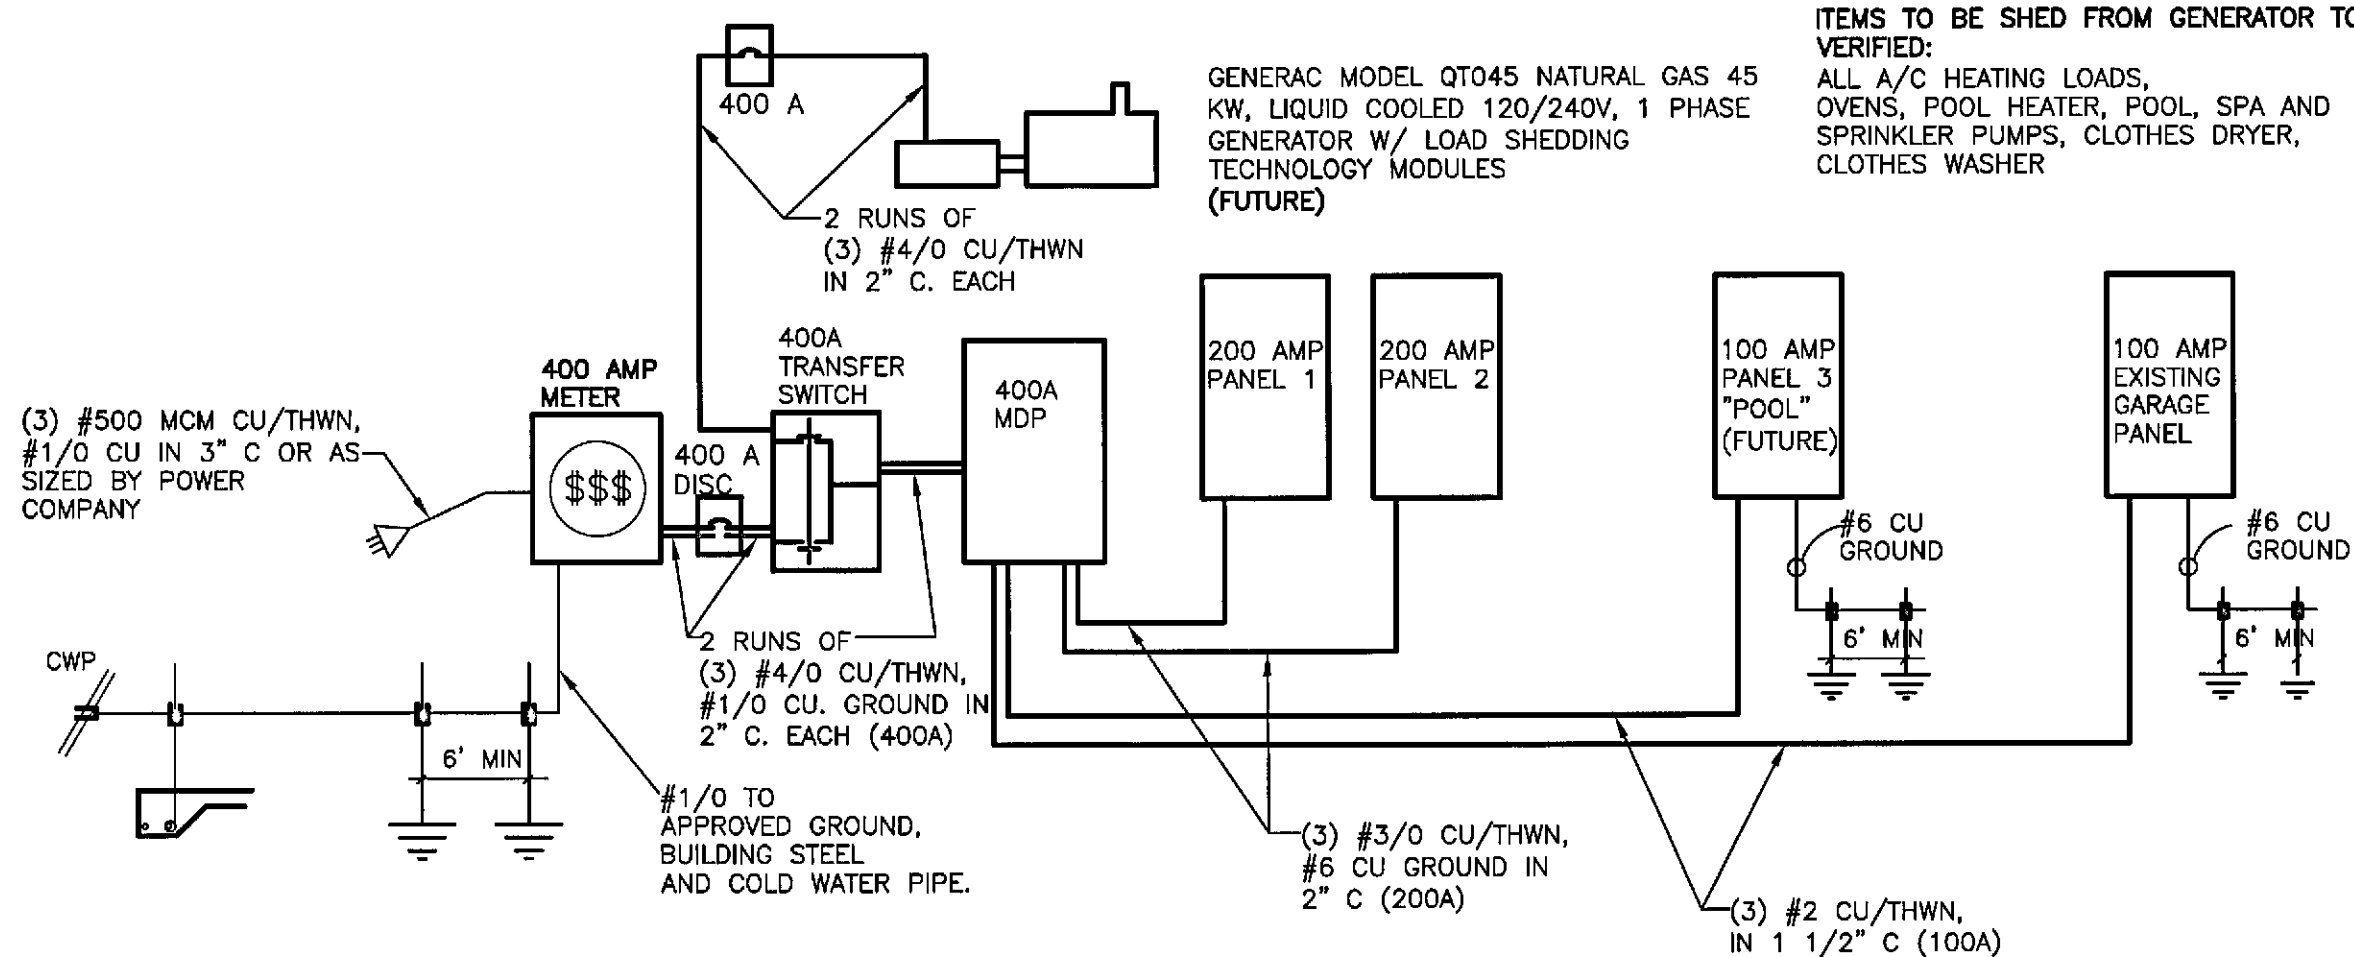 ITEMS TO BE SHED FROM GENERATOR TO
VERIFIED:
ALL A/C HEATING LOADS,
OVENS, POOL HEATER, POOL, SPA AND
SPRINKLER PUMPS, CLOTHES DRYER,
CLOTHES WASHER
GENERAC MODEL QT045 NATURAL GAS 45
KW, LIQUID COOLED 120/240V, 1 PHASE
GENERATOR W/ LOAD SHEDDING
TECHNOLOGY MODULES
(FUTURE)
400 A
2 RUNS OF
(3) #4/0 CU/THWN
IN 2" C. EACH
400A
TRANSFER
SWITCH
400 AMP
METER
$$$
400 A
DISC
400A
MDP
200 AMP
PANEL 1
200 AMP
PANEL 2
100 AMP
PANEL 3
"POOL"
(FUTURE)
100 AMP
EXISTING
GARAGE
PANEL
(3) #500 MCM CU/THWN,
#1/0 CU IN 3" C OR AS
SIZED BY POWER
COMPANY
#6 CU
GROUND
6' MIN
#6 CU
GROUND
6' MIN
2 RUNS OF
(3) #4/0 CU/THWN,
#1/0 CU. GROUND IN
2" C. EACH (400A)
CWP
6' MIN
#1/0 TO
APPROVED GROUND,
BUILDING STEEL
AND COLD WATER PIPE.
(3) #3/0 CU/THWN,
#6 CU GROUND IN
2" C (200A)
(3) #2 CU/THWN,
IN 1 1/2" C (100A)